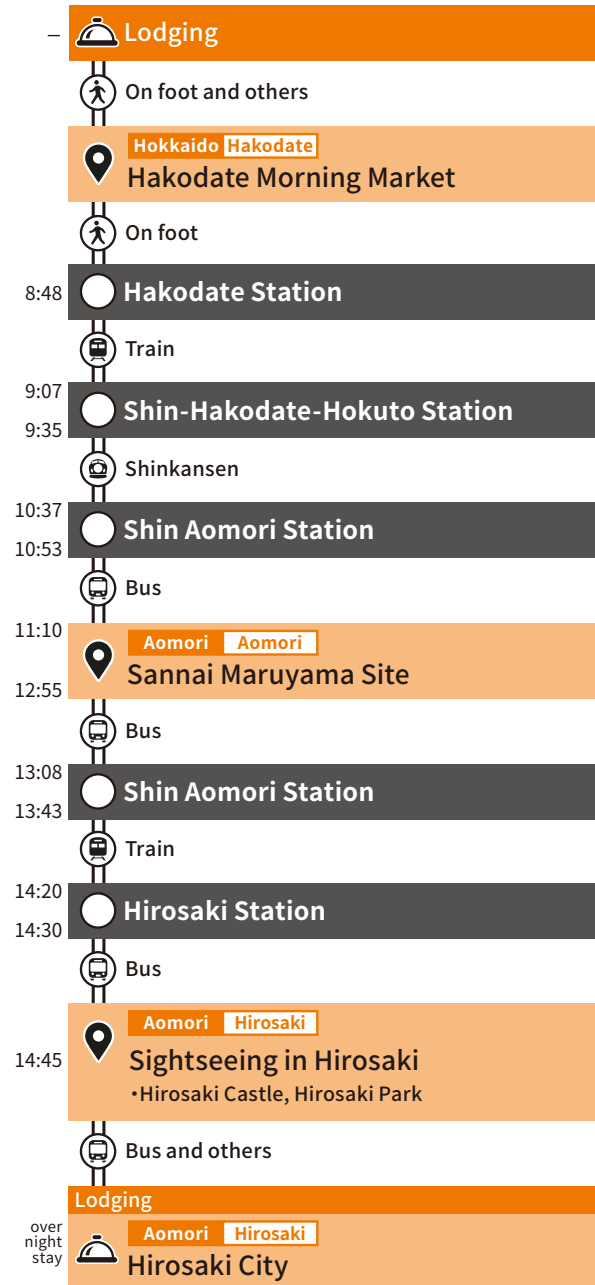 –
Lodging
On foot and others
Hokkaido Hakodate
Hakodate Morning Market
On foot
8:48
Hakodate Station
Train
9:07
Shin-Hakodate-Hokuto Station
9:35
Shinkansen
10:37
Shin Aomori Station
10:53
Bus
11:10
Aomori Aomori
Sannai Maruyama Site
12:55
Bus
13:08
Shin Aomori Station
13:43
Train
14:20
Hirosaki Station
14:30
Bus
Aomori Hirosaki
14:45
Sightseeing in Hirosaki
・Hirosaki Castle, Hirosaki Park
Bus and others
Lodging
over
night
stay
Aomori Hirosaki
Hirosaki City